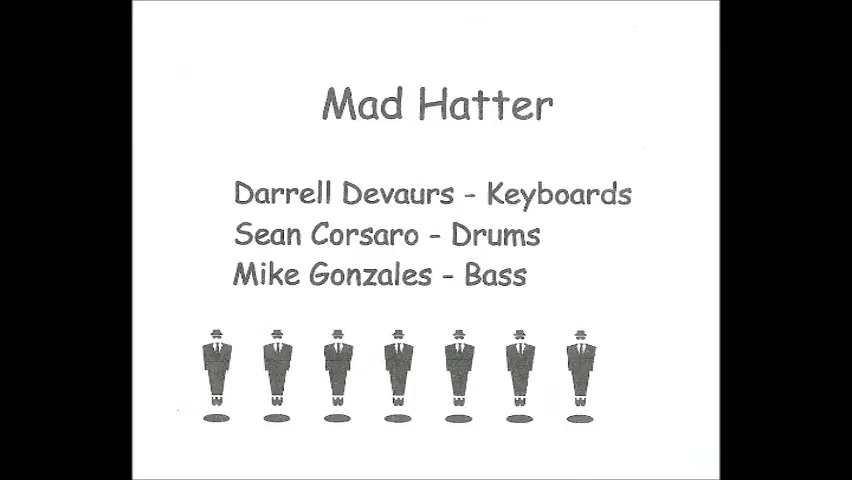 Mad Hatter
Darrell Devaurs - Keyboards
Sean Corsaro - Drums
Mike Gonzales - Bass